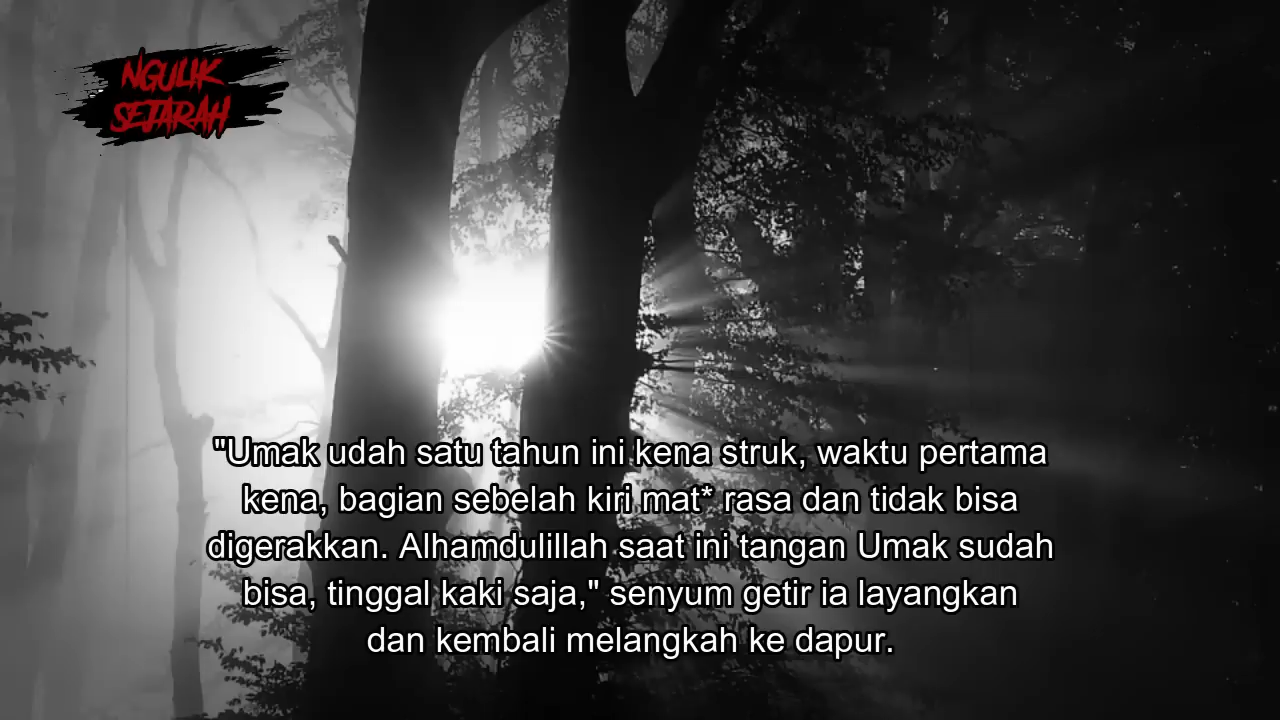 NGULIK
SEJARAH
"Umak udah satu tahun ini kena struk, waktu pertama
kena, bagian sebelah kiri mat* rasa dan tidak bisa
digerakkan. Alhamdulillah saat ini tangan Umak sudah
bisa, tinggal kaki saja," senyum getir ia layangkan
dan kembali melangkah ke dapur.